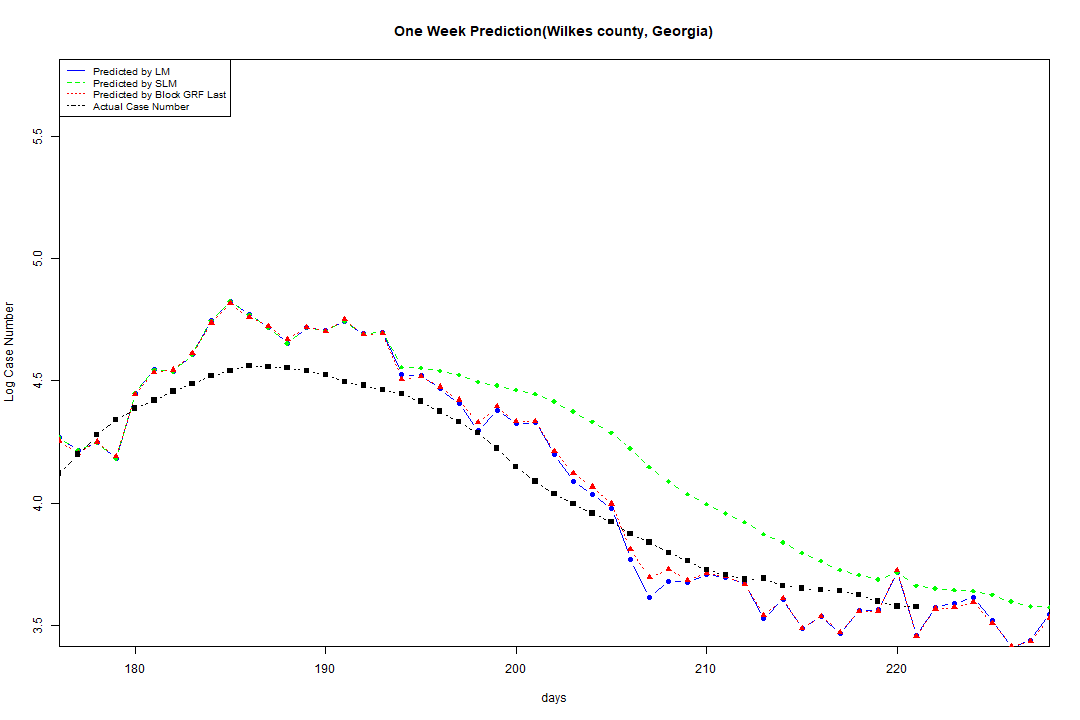 One Week Prediction(Wilkes county, Georgia)
Predicted by LM
Predicted by SLM
Predicted by Block GRF Last
Actual Case Number
Log Case Number
5.5
5.0
4.5
4.0
3.5
180 190 200 210 220
days